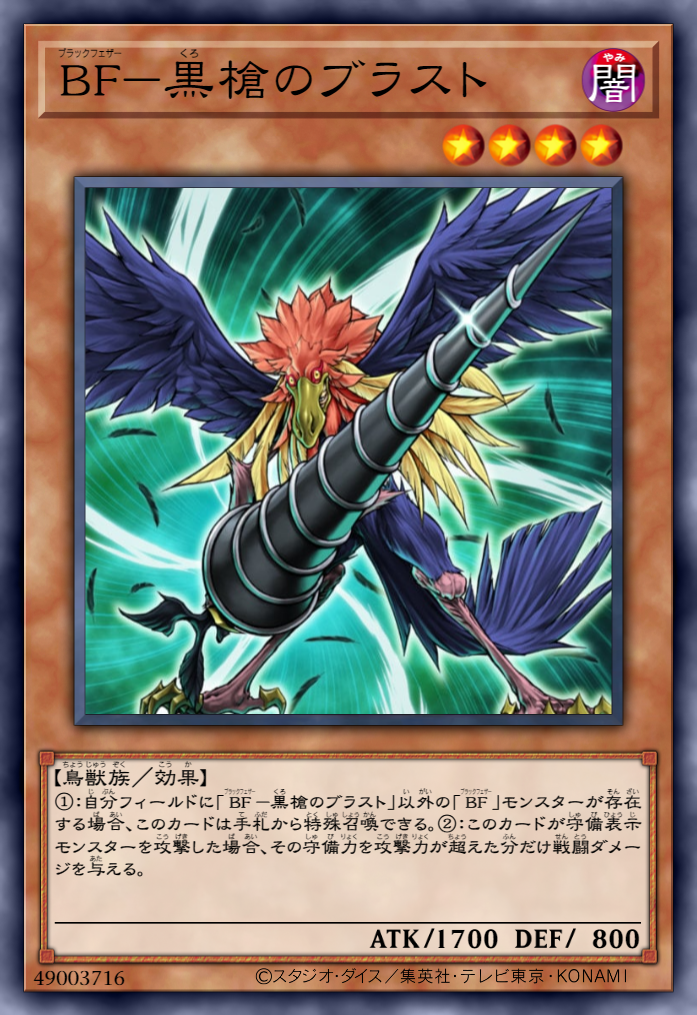 BF－黒槍のブラスト
闇
【鳥獣族／効果】
①：自分フィールドに「BF－黒槍のブラスト」以外の「BF」モンスターが存在
する場合、このカードは手札から特殊召喚できる。②：このカードが守備表示
モンスターを攻撃した場合、その守備力を攻撃力が超えた分だけ戦闘ダメー
ジを与える。
ATK/1700 DEF/ 800
49003716 ©スタジオ・ダイス／集英社・テレビ東京・KONAMI